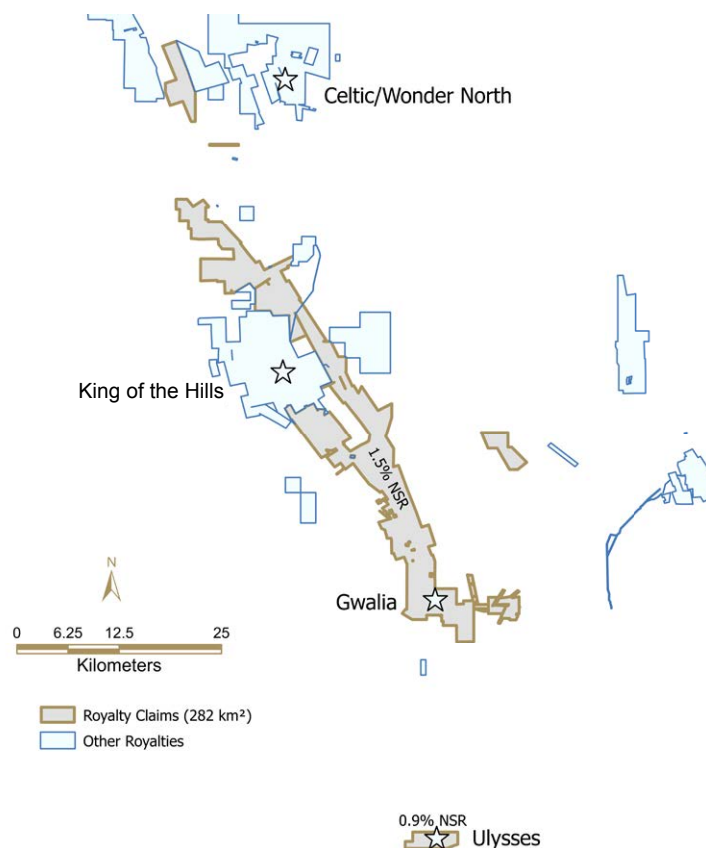 Celtic/Wonder North
King of the Hills
1.5% NSR
N
Gwalia
0 6.25 12.5 25
Kilometers
Royalty Claims (282 km²)
Other Royalties
0.9% NSR
Ulysses